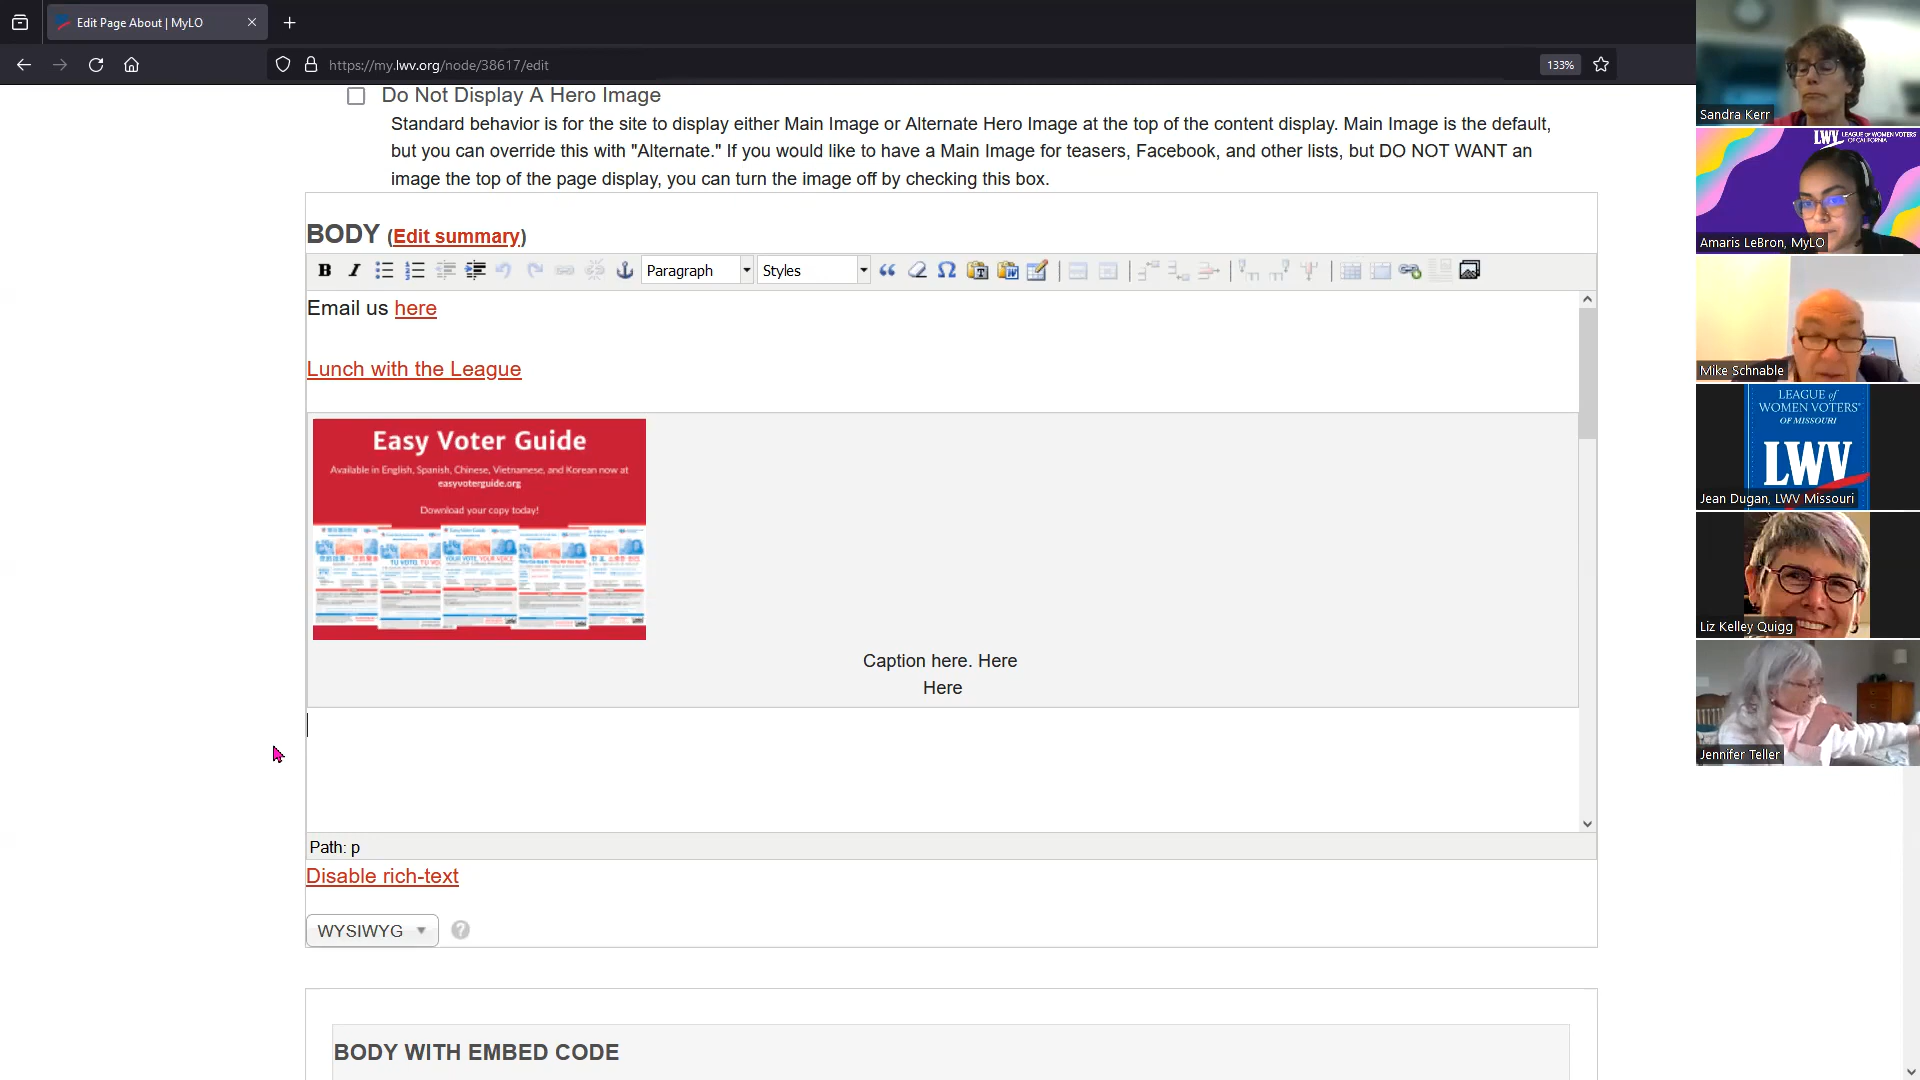 Edit Page About | MyLO
https://my.lwv.org/node/38617/edit
133%
Do Not Display A Hero Image
Standard behavior is for the site to display either Main Image or Alternate Hero Image at the top of the content display. Main Image is the default,
but you can override this with "Alternate." If you would like to have a Main Image for teasers, Facebook, and other lists, but DO NOT WANT an
image the top of the page display, you can turn the image off by checking this box.
BODY (Edit summary)
Paragraph
Styles
Email us here
Lunch with the League
Easy Voter Guide
Available in English, Spanish, Chinese, Vietnamese, and Korean now at
easyvoterguide.org
Download your copy today!
Caption here. Here
Here
Path: p
Disable rich-text
WYSIWYG
BODY WITH EMBED CODE
Sandra Kerr
LWV LEAGUE OF WOMEN VOTERS
OF CALIFORNIA
Amaris LeBron, MyLO
Mike Schnable
LEAGUE of
WOMEN VOTERS
OF MISSOURI
LWV
Jean Dugan, LWV Missouri
Liz Kelley Quigg
Jennifer Teller